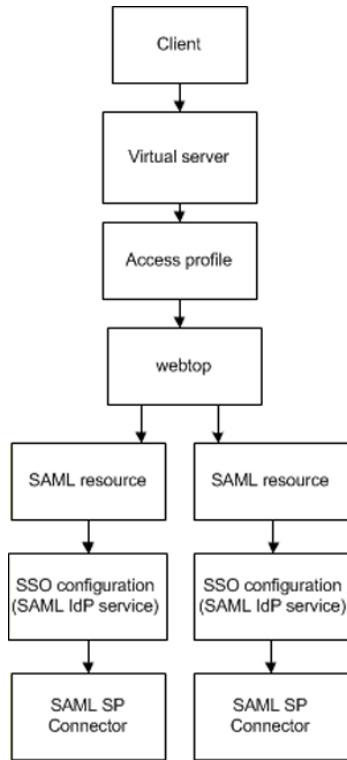 Client
Virtual server
Access profile
webtop
SAML resource
SAML resource
SSO configuration
(SAML IdP service)
SSO configuration
(SAML IdP service)
SAML SP
Connector
SAML SP
Connector